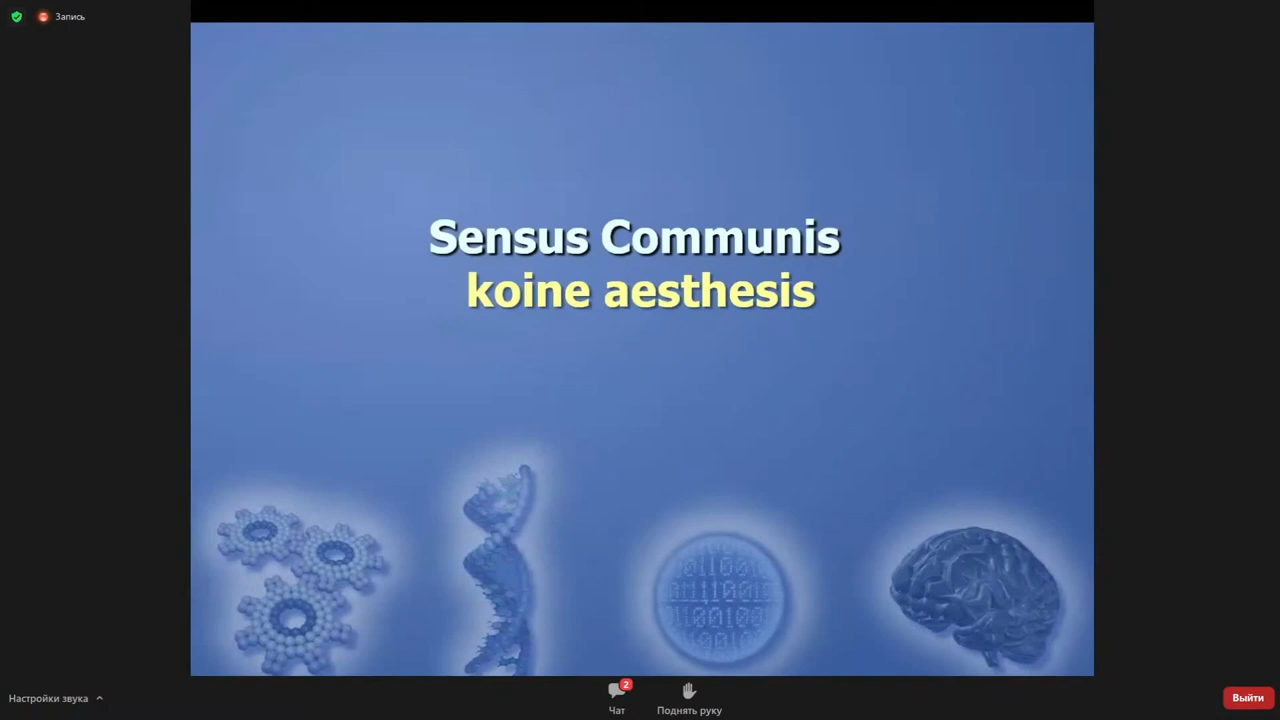 Запись
Sensus Communis
koine aesthesis
Настройки звука
2
Чат
Поднять руку
Выйти